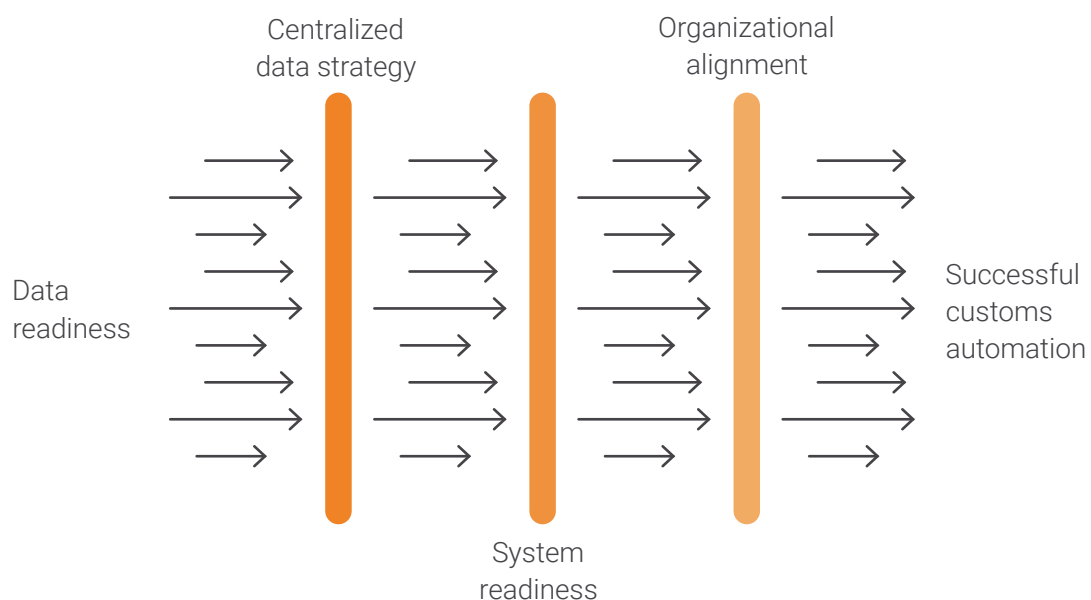 Centralized
data strategy
Organizational
alignment
Data
readiness
Successful
customs
automation
System
readiness